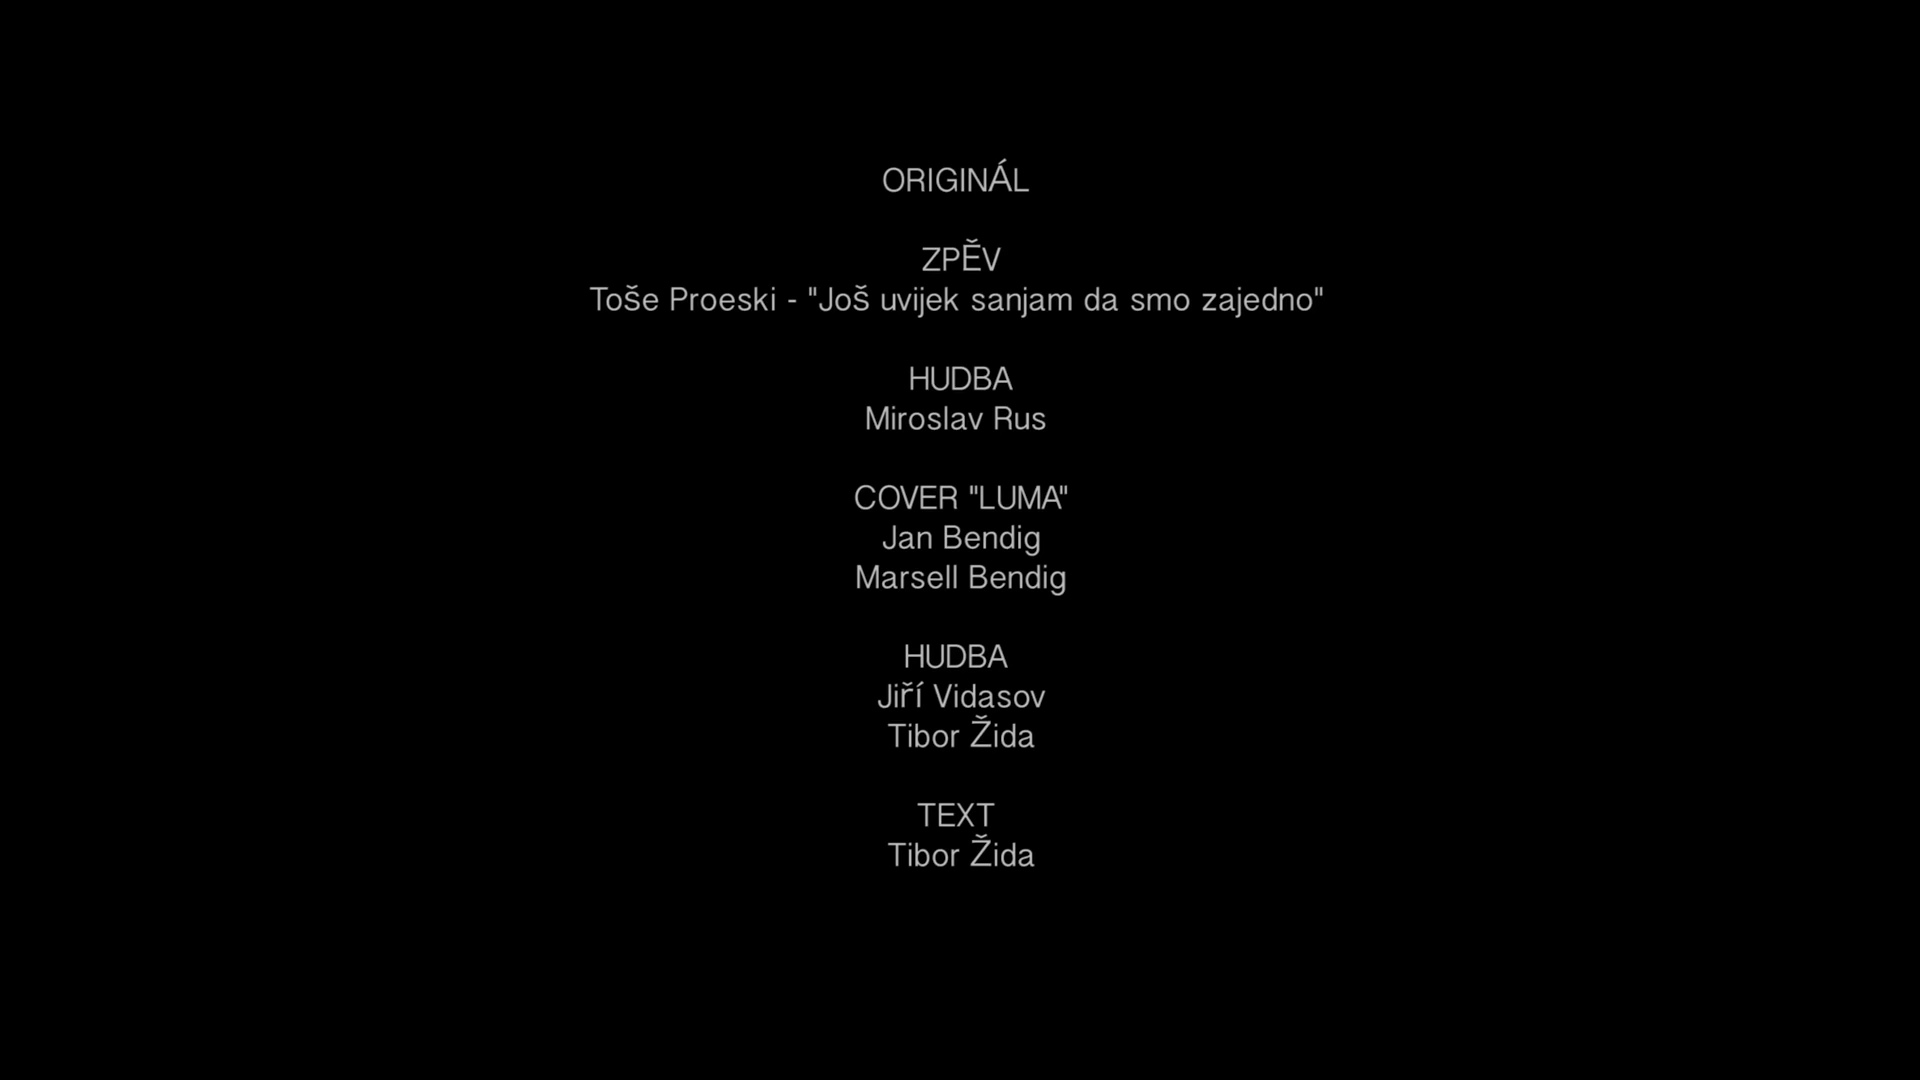 ORIGINÁL
ZPĚV
Toše Proeski - "Još uvijek sanjam da smo zajedno"
HUDBA
Miroslav Rus
COVER "LUMA"
Jan Bendig
Marsell Bendig
HUDBA
Jiří Vidasov
Tibor Žida
TEXT
Tibor Žida